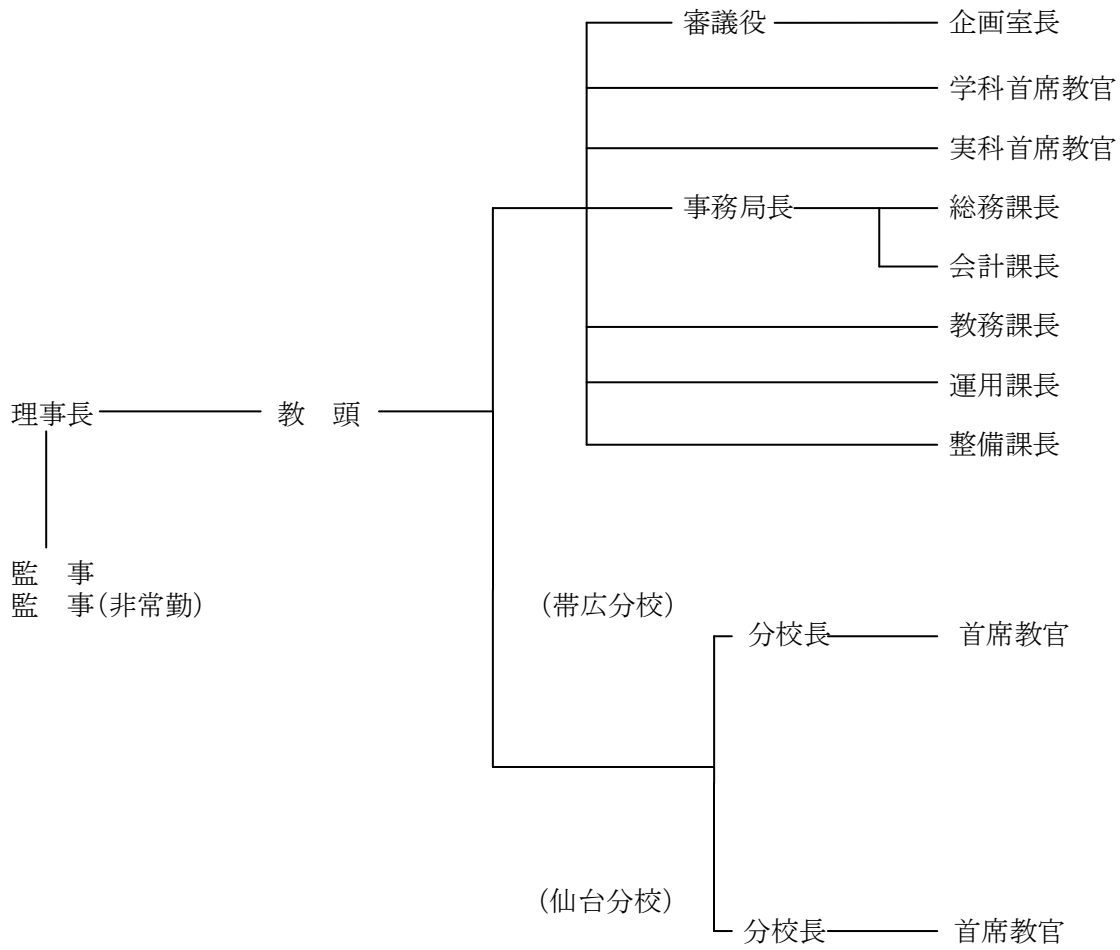 審議役 企画室長
学科首席教官
実科首席教官
事務局長 総務課長
会計課長
教務課長
運用課長
理事長 教　頭
整備課長
監　事
監　事(非常勤)
(帯広分校)
分校長 首席教官
(仙台分校)
分校長 首席教官